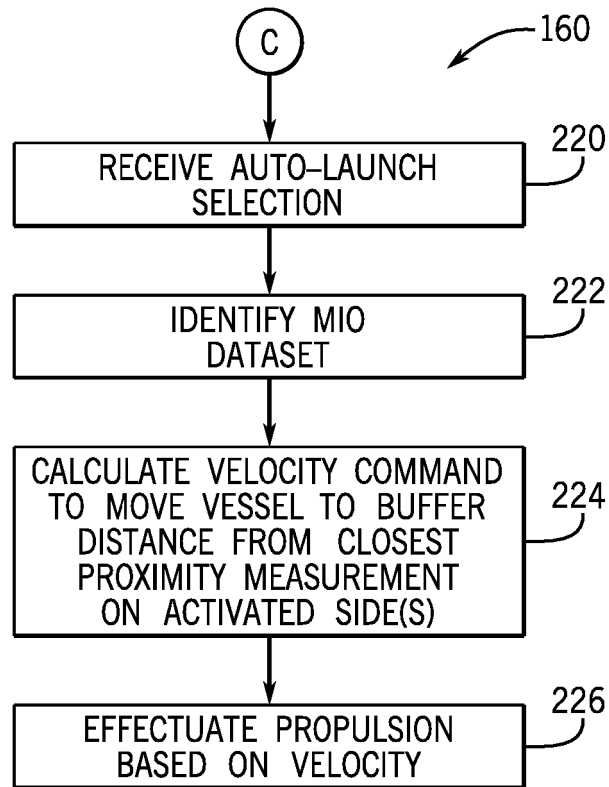 C
160
RECEIVE AUTO–LAUNCH
SELECTION
220
IDENTIFY MIO
DATASET
222
CALCULATE VELOCITY COMMAND
TO MOVE VESSEL TO BUFFER
DISTANCE FROM CLOSEST
PROXIMITY MEASUREMENT
ON ACTIVATED SIDE(S)
224
EFFECTUATE PROPULSION
BASED ON VELOCITY
226